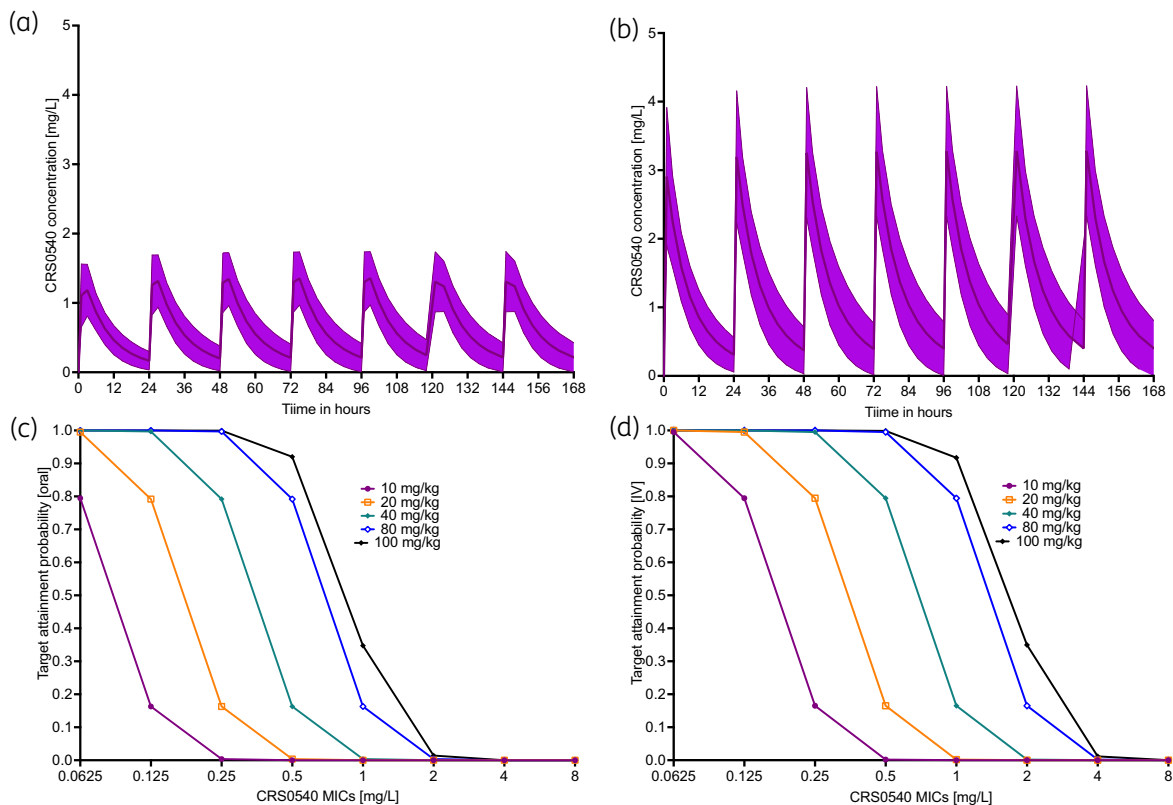 (a)
5
4
3
2
1
0
CRS0540 concentration [mg/L]
0 12 24 36 48 60 72 84 96 108 120 132 144 156 168
Tiime in hours
(b)
5
4
3
2
1
0
CRS0540 concentration [mg/L]
0 12 24 36 48 60 72 84 96 108 120 132 144 156 168
Tiime in hours
(c)
1.0
0.9
0.8
0.7
0.6
0.5
0.4
0.3
0.2
0.1
0.0
Target attainment probability [oral]
10 mg/kg
20 mg/kg
40 mg/kg
80 mg/kg
100 mg/kg
0.0625 0.125 0.25 0.5 1 2 4 8
CRS0540 MICs [mg/L]
(d)
1.0
0.9
0.8
0.7
0.6
0.5
0.4
0.3
0.2
0.1
0.0
Target attainment probability [IV]
10 mg/kg
20 mg/kg
40 mg/kg
80 mg/kg
100 mg/kg
0.0625 0.125 0.25 0.5 1 2 4 8
CRS0540 MICs [mg/L]